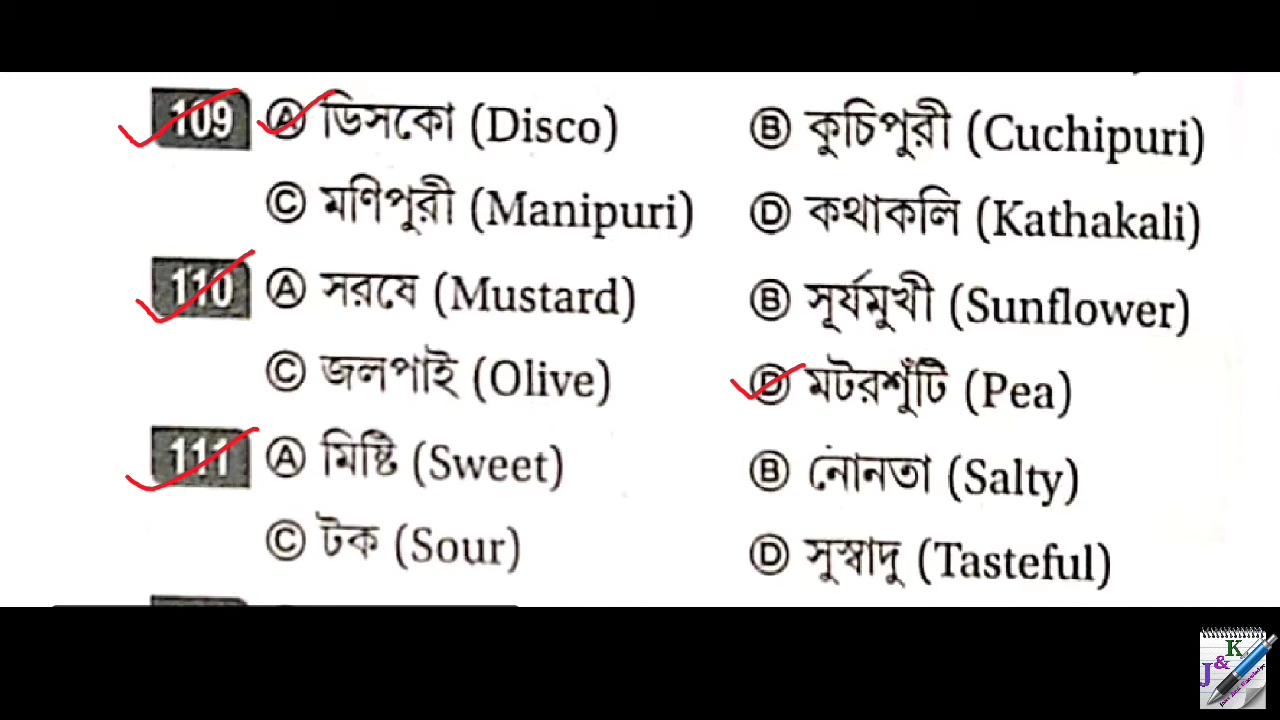 109 Ⓐ ডিসকো (Disco) Ⓑ কুচিপুরী (Cuchipuri)
Ⓒ মণিপুরী (Manipuri) Ⓓ কথাকলি (Kathakali)
110 Ⓐ সরষে (Mustard) Ⓑ সূর্যমুখী (Sunflower)
Ⓒ জলপাই (Olive) Ⓓ মটরশুঁটি (Pea)
111 Ⓐ মিষ্টি (Sweet) Ⓑ নোনতা (Salty)
Ⓒ টক (Sour) Ⓓ সুস্বাদু (Tasteful)
J&K